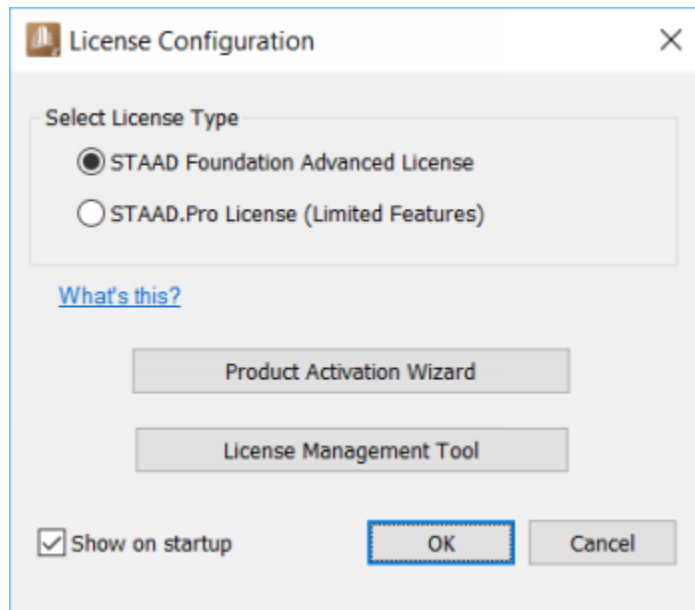 License Configuration
Select License Type
STAAD Foundation Advanced License
STAAD.Pro License (Limited Features)
What's this?
Product Activation Wizard
License Management Tool
Show on startup
OK
Cancel